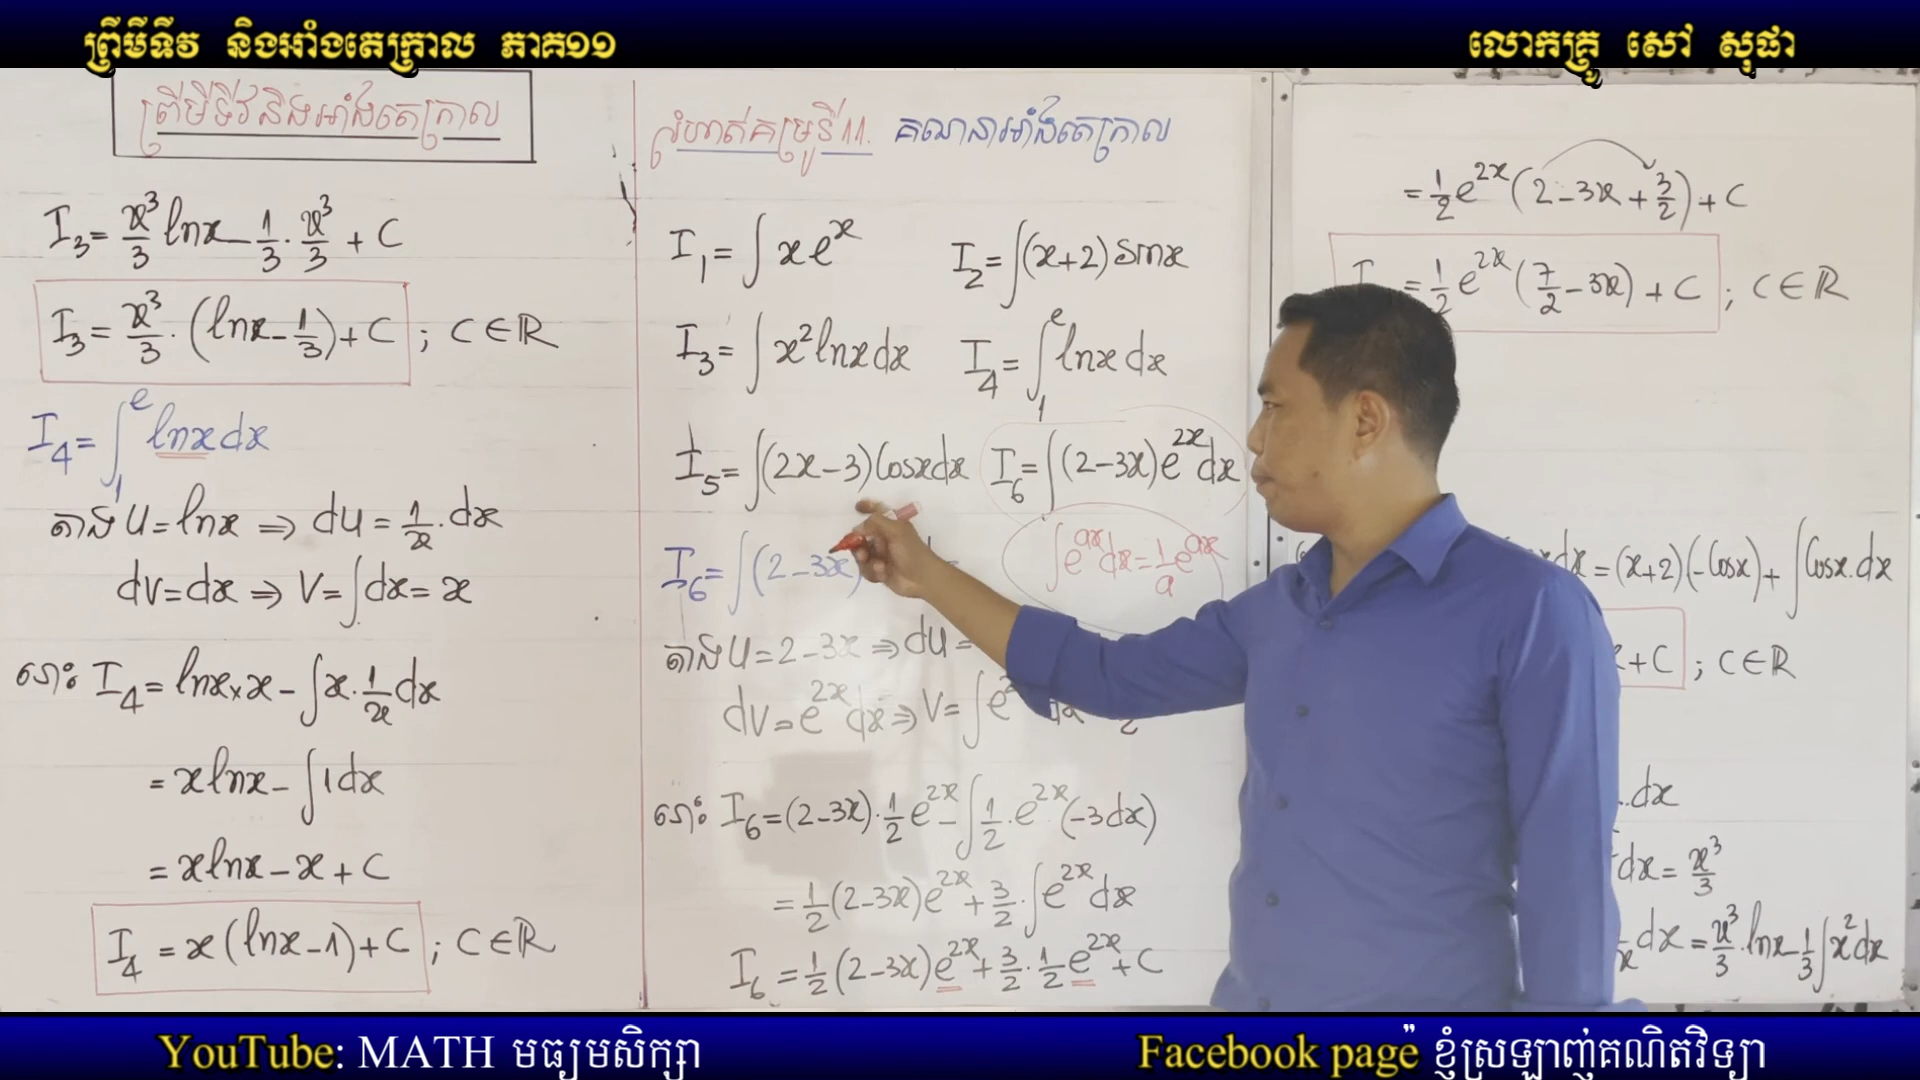 ព្រីមីទីវ និងអាំងតេក្រាល ភាគ១១
លោកគ្រូ សៅ សុផា
ព្រីមីទីវនិងអាំងតេក្រាល
I₃ = x³/3 lnx - 1/3 · x³/3 + C
I₃ = x³/3 · (lnx - 1/3) + C ; C∈ℝ
I₄ = ∫₁ᵉ lnx dx
តាង U = lnx ⇒ dU = 1/x · dx
dV = dx ⇒ V = ∫dx = x
នោះ: I₄ = lnx × x - ∫x · 1/x dx
= xlnx - ∫1dx
= xlnx - x + C
I₄ = x(lnx - 1) + C ; C∈ℝ
លំហាត់គម្រូទី11. គណនាអាំងតេក្រាល
I₁ = ∫xeˣ I₂ = ∫(x+2)sinx
I₃ = ∫x²lnxdx I₄ = ∫₁ᵉ lnx dx
I₅ = ∫(2x-3)Cosxdx I₆ = ∫(2-3x)e²ˣdx
I₆ = ∫(2-3x)
∫eᵃˣdx = 1/a eᵃˣ
តាង U = 2-3x ⇒ dU =
dV = e²ˣdx ⇒ V = ∫e
នោះ: I₆ = (2-3x)·1/2 e²ˣ - ∫1/2 · e²ˣ(-3dx)
= 1/2(2-3x)e²ˣ + 3/2 · ∫e²ˣdx
I₆ = 1/2(2-3x)e²ˣ + 3/2 · 1/2 e²ˣ + C
= 1/2 e²ˣ(2-3x+3/2) + C
= 1/2 e²ˣ(7/2 - 3x) + C ; C∈ℝ
dx = (x+2)(-Cosx) + ∫Cosx.dx
+ C ; C∈ℝ
.dx
dx = x³/3
dx = x³/3 · lnx - 1/3∫x²dx
YouTube: MATH មធ្យមសិក្សា
Facebook page ៉ ខ្ញុំស្រឡាញ់គណិតវិទ្យា